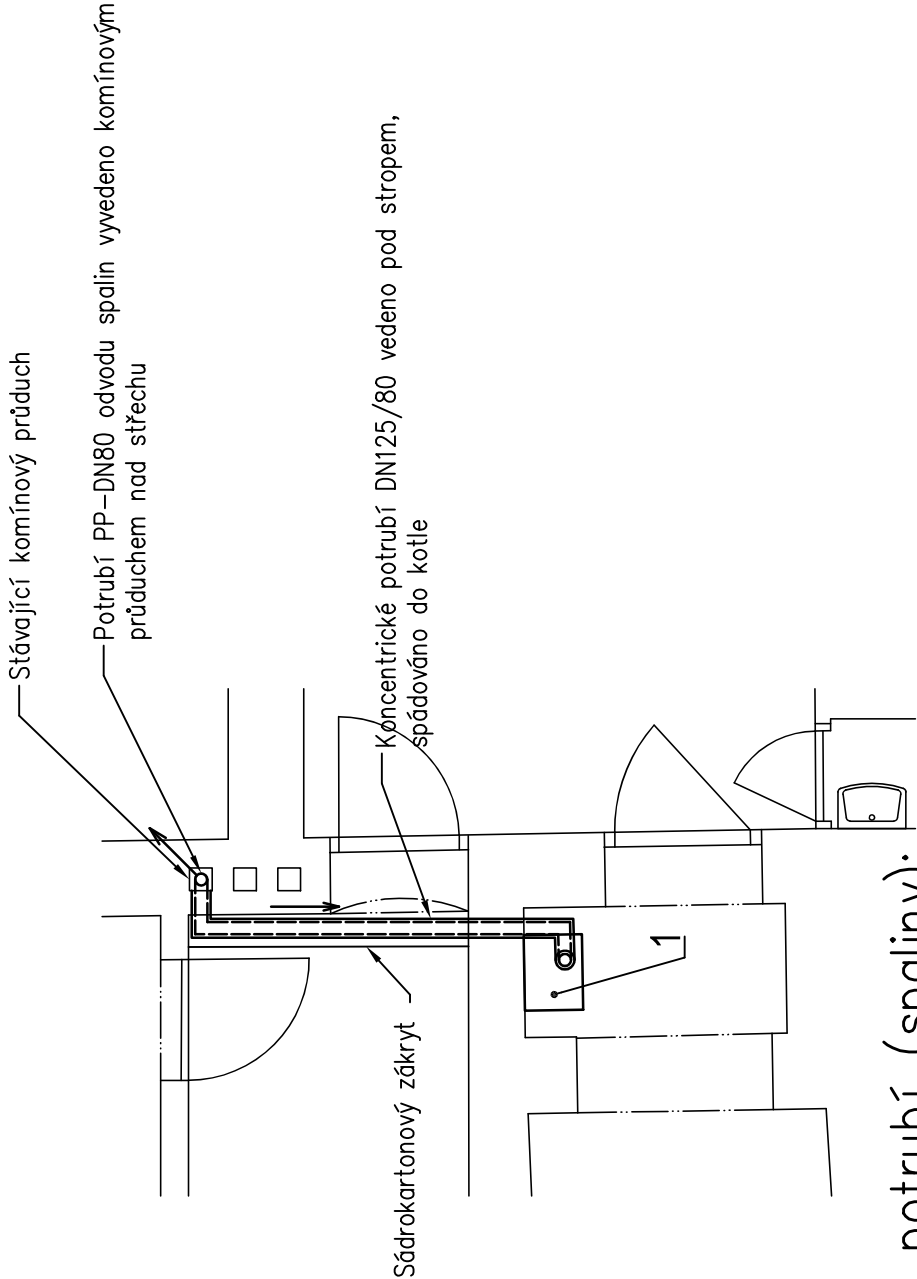 Stávající komínový průduch
Potrubí PP-DN80 odvodu spalin vyvedeno komínovým
průduchem nad střechu
Koncentrické potrubí DN125/80 vedeno pod stropem,
spádováno do kotle
Sádrokartonový zákryt
1
potrubí (spaliny):